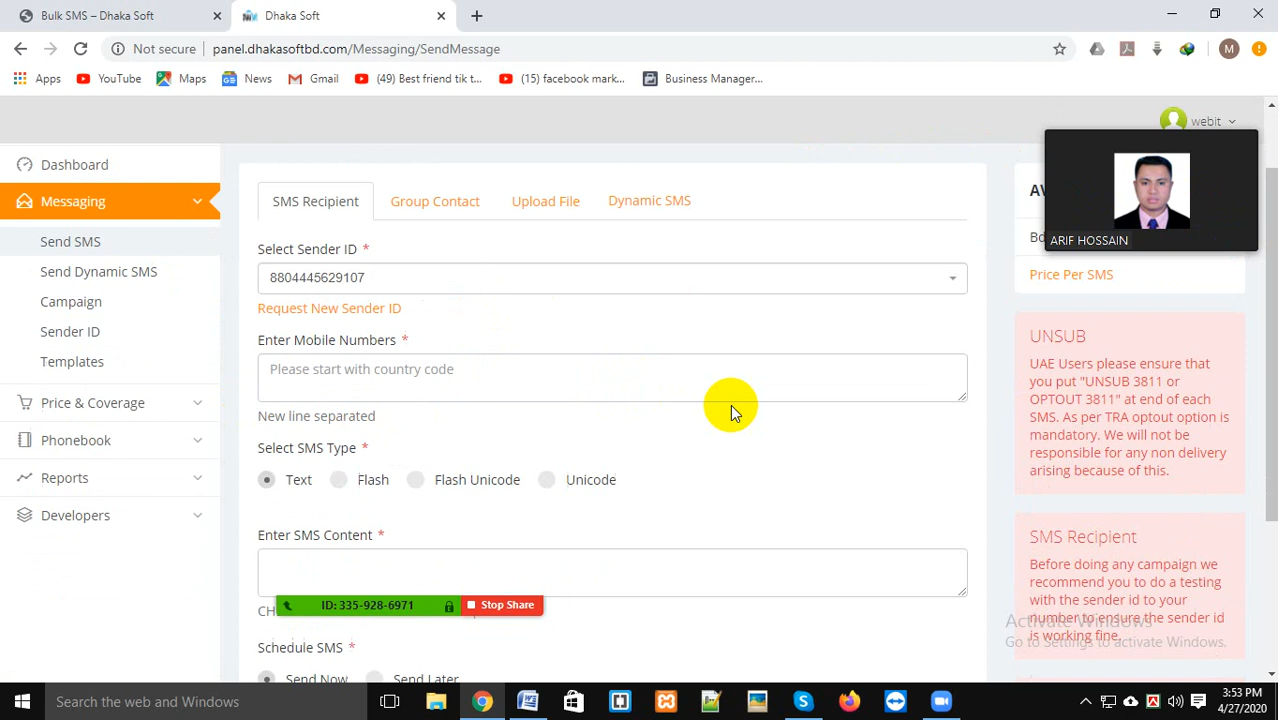 Bulk SMS – Dhaka Soft
Dhaka Soft
Not secure
panel.dhakasoftbd.com/Messaging/SendMessage
M
Apps
YouTube
Maps
News
Gmail
(49) Best friend tik t...
(15) facebook mark...
Business Manager...
webit
Dashboard
Messaging
Send SMS
Send Dynamic SMS
Campaign
Sender ID
Templates
Price & Coverage
Phonebook
Reports
Developers
SMS Recipient
Group Contact
Upload File
Dynamic SMS
Select Sender ID *
8804445629107
Request New Sender ID
Enter Mobile Numbers *
Please start with country code
New line separated
Select SMS Type *
Text
Flash
Flash Unicode
Unicode
Enter SMS Content *
ID: 335-928-6971
Stop Share
Schedule SMS *
Send Now
Send Later
ARIF HOSSAIN
Price Per SMS
UNSUB
UAE Users please ensure that
you put "UNSUB 3811 or
OPTOUT 3811" at end of each
SMS. As per TRA optout option is
mandatory. We will not be
responsible for any non delivery
arising because of this.
SMS Recipient
Before doing any campaign we
recommend you to do a testing
with the sender id to your
number to ensure the sender id
is working fine.
Activate Windows
Go to Settings to activate Windows.
Search the web and Windows
3:53 PM
4/27/2020